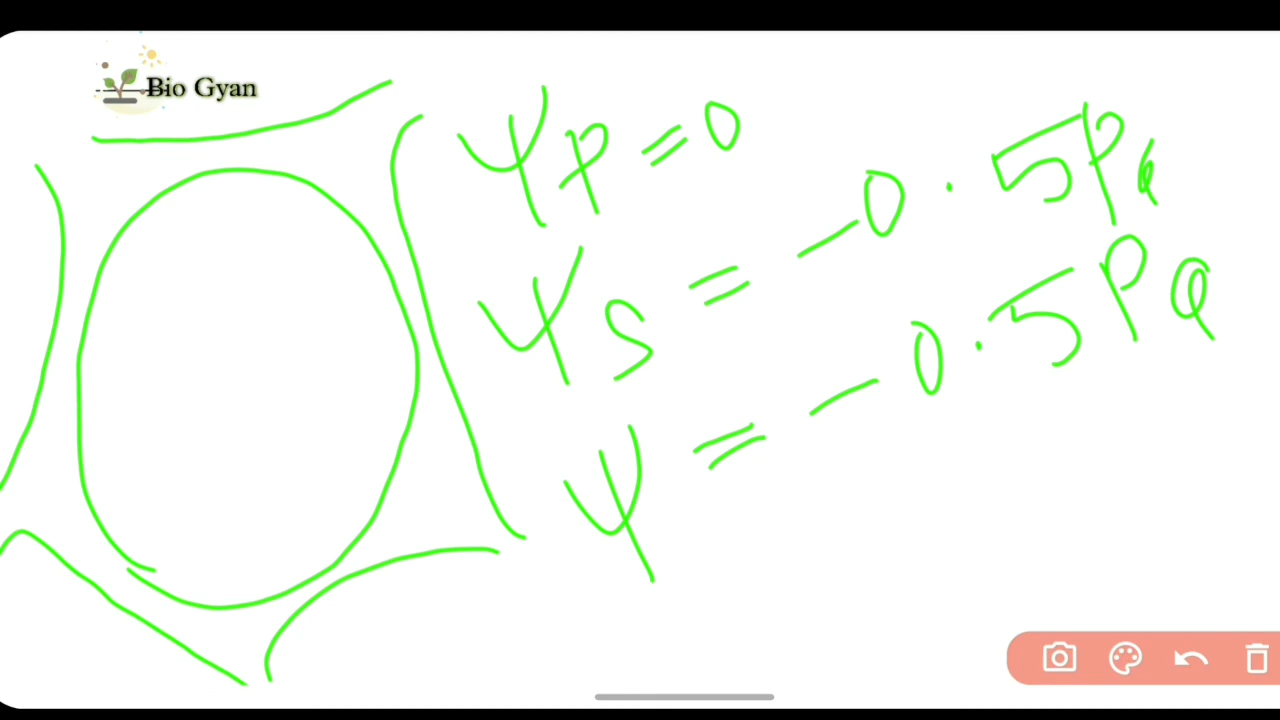 Bio Gyan
ψp = 0
ψs = -0.5Pa
ψ = -0.5Pa